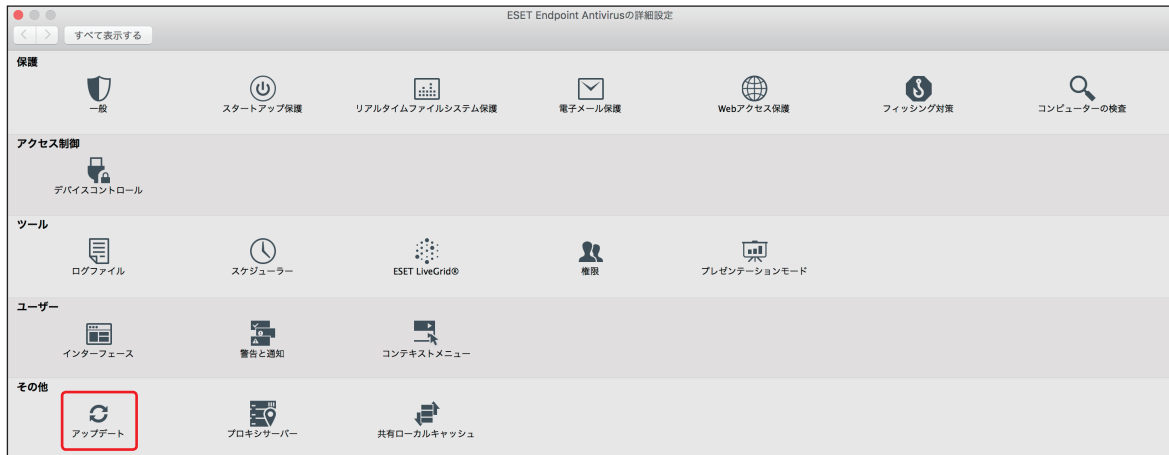 ESET Endpoint Antivirusの詳細設定
すべて表示する
保護
一般 スタートアップ保護 リアルタイムファイルシステム保護 電子メール保護 Webアクセス保護 フィッシング対策 コンピューターの検査
アクセス制御
デバイスコントロール
ツール
ログファイル スケジューラー ESET LiveGrid® 権限 プレゼンテーションモード
ユーザー
インターフェース 警告と通知 コンテキストメニュー
その他
アップデート プロキシサーバー 共有ローカルキャッシュ